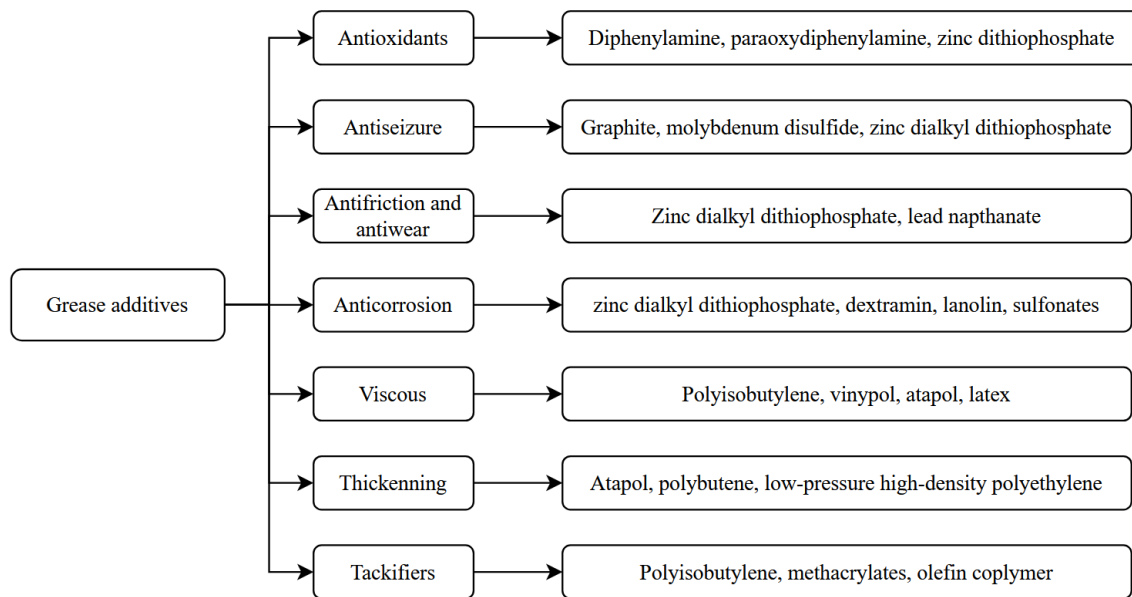 Grease additives
Antioxidants
Diphenylamine, paraoxydiphenylamine, zinc dithiophosphate
Antiseizure
Graphite, molybdenum disulfide, zinc dialkyl dithiophosphate
Antifriction and
antiwear
Zinc dialkyl dithiophosphate, lead napthanate
Anticorrosion
zinc dialkyl dithiophosphate, dextramin, lanolin, sulfonates
Viscous
Polyisobutylene, vinypol, atapol, latex
Thickenning
Atapol, polybutene, low-pressure high-density polyethylene
Tackifiers
Polyisobutylene, methacrylates, olefin coplymer